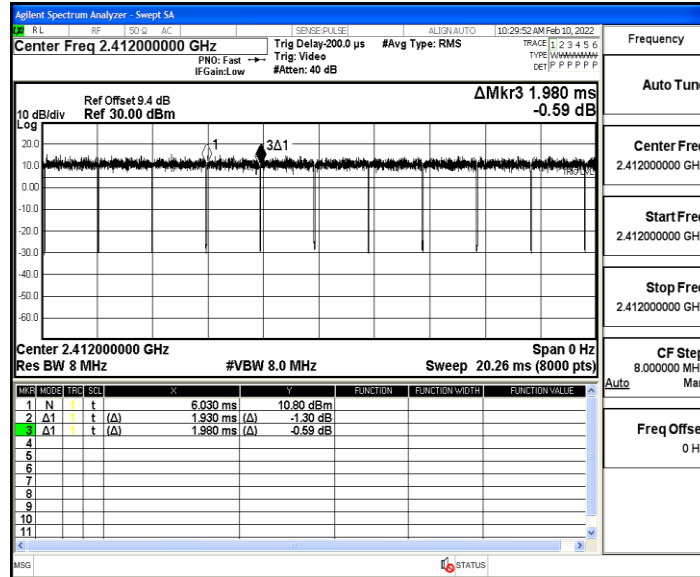 Agilent Spectrum Analyzer - Swept SA
RL RF 50 Ω AC SENSE:PULSE ALIGN AUTO 10:29:52 AM Feb 10, 2022
Center Freq 2.412000000 GHz
PNO: Fast
IFGain:Low
Trig Delay-200.0 µs
Trig: Video
#Atten: 40 dB
#Avg Type: RMS
TRACE 1 2 3 4 5 6
TYPE WWWWWW
DET P P P P P P
Ref Offset 9.4 dB
10 dB/div Ref 30.00 dBm
Log
ΔMkr3 1.980 ms
-0.59 dB
20.0
10.0
0.00
-10.0
-20.0
-30.0
-40.0
-50.0
-60.0
1
3Δ1
TRIG LVL
Center 2.412000000 GHz Span 0 Hz
Res BW 8 MHz #VBW 8.0 MHz Sweep 20.26 ms (8000 pts)
MKR MODE TRC SCL X Y FUNCTION FUNCTION WIDTH FUNCTION VALUE
1 N 1 t 6.030 ms 10.80 dBm
2 Δ1 1 t (Δ) 1.930 ms (Δ) -1.30 dB
3 Δ1 1 t (Δ) 1.980 ms (Δ) -0.59 dB
4
5
6
7
8
9
10
11
MSG STATUS
Frequency
Auto Tun
Center Fre
2.412000000 GH
Start Fre
2.412000000 GH
Stop Fre
2.412000000 GH
CF Step
8.000000 MH
Auto Ma
Freq Offse
0 H